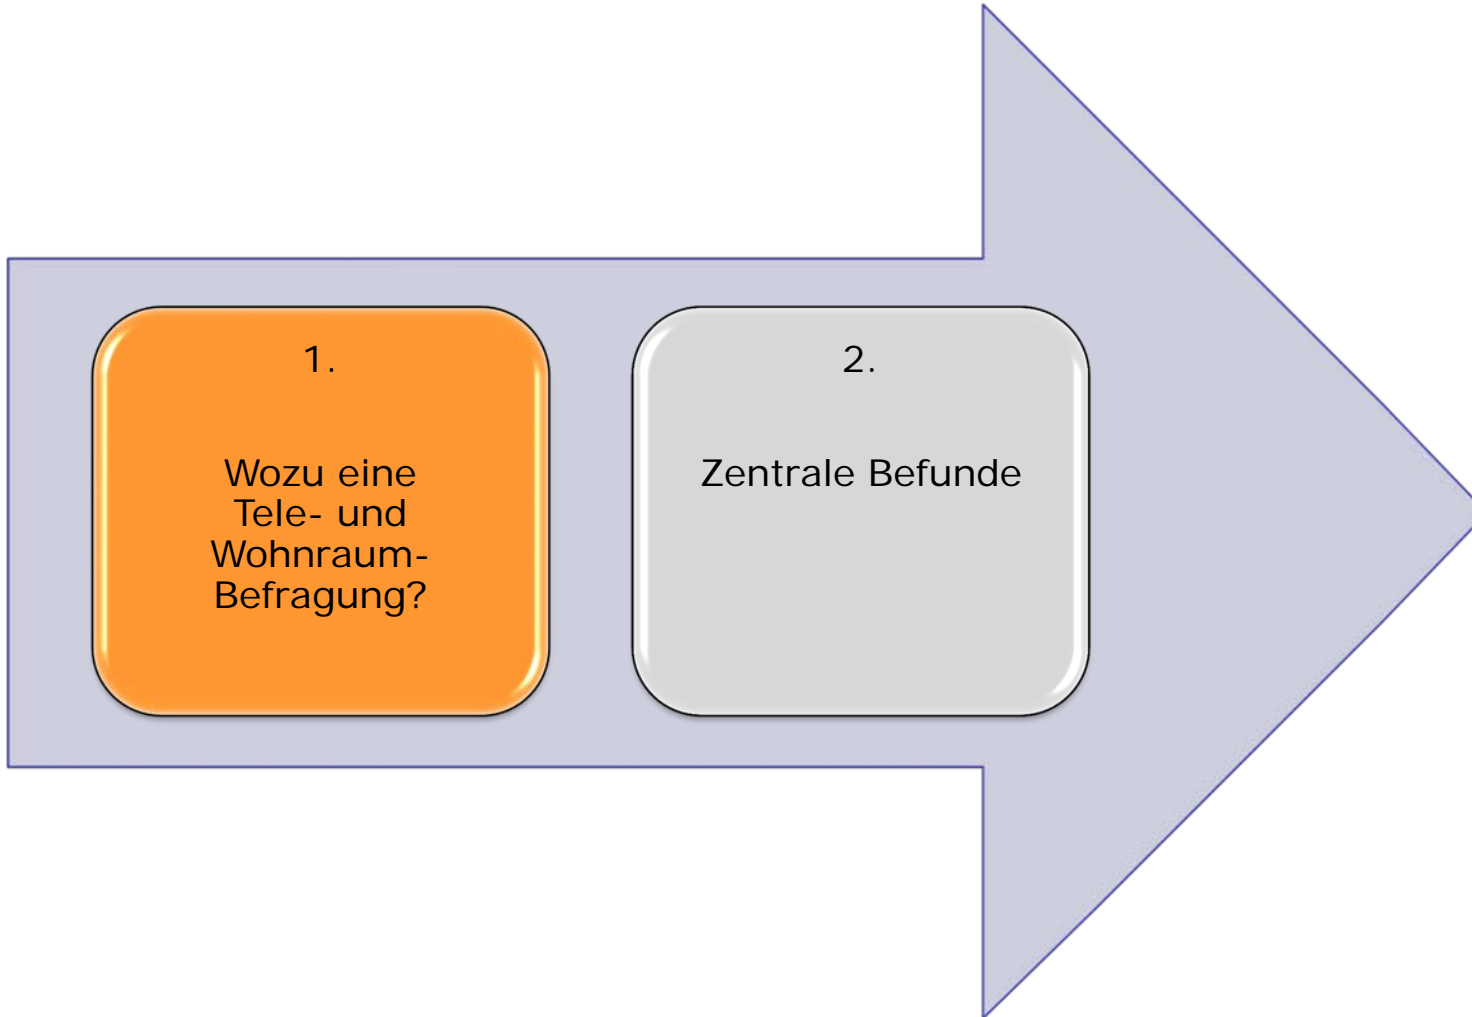 1.
Wozu eine
Tele- und
Wohnraum-
Befragung?
2.
Zentrale Befunde